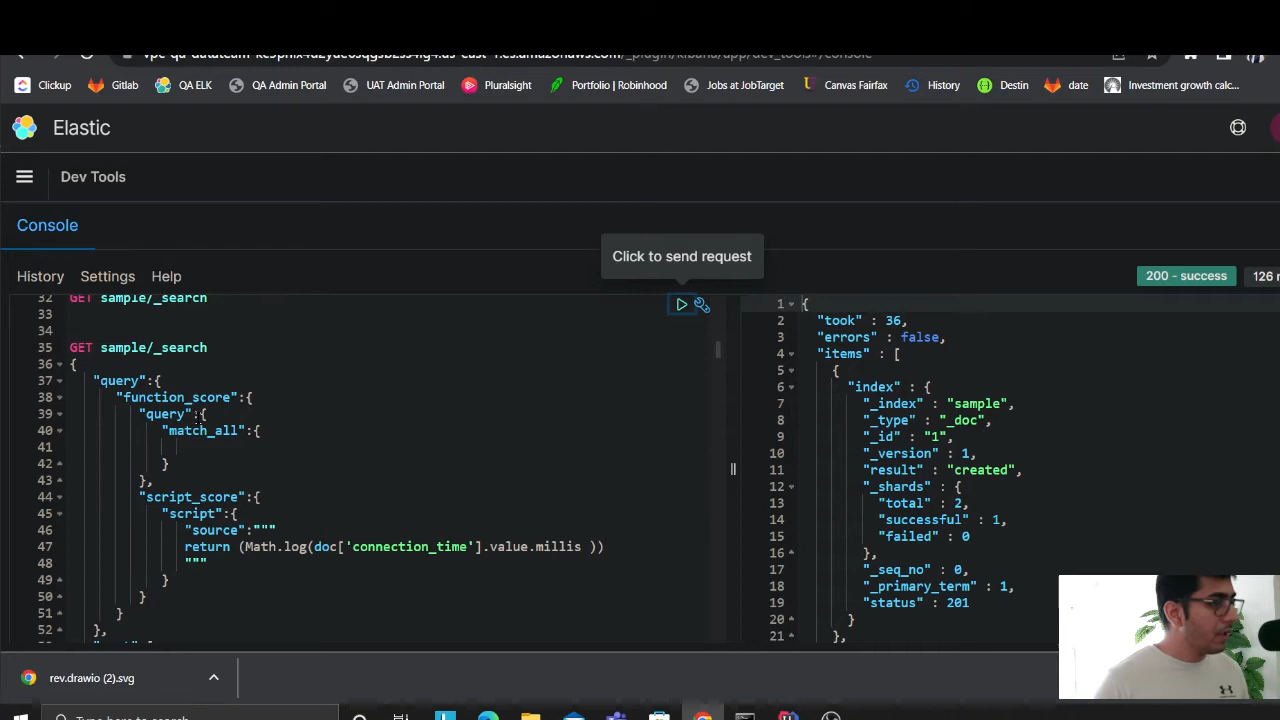 Clickup Gitlab QA ELK QA Admin Portal UAT Admin Portal Pluralsight Portfolio | Robinhood Jobs at JobTarget Canvas Fairfax History Destin date Investment growth calc...
Elastic
Dev Tools
Console
Click to send request
History Settings Help
200 - success 126 m
32 GET sample/_search
33
34
35 GET sample/_search
36 {
37 "query":{
38 "function_score":{
39 "query":{
40 "match_all":{
41
42 }
43 },
44 "script_score":{
45 "script":{
46 "source":"""
47 return (Math.log(doc['connection_time'].value.millis ))
48 """
49 }
50 }
51 }
52 },
1 {
2 "took" : 36,
3 "errors" : false,
4 "items" : [
5 {
6 "index" : {
7 "_index" : "sample",
8 "_type" : "_doc",
9 "_id" : "1",
10 "_version" : 1,
11 "result" : "created",
12 "_shards" : {
13 "total" : 2,
14 "successful" : 1,
15 "failed" : 0
16 },
17 "_seq_no" : 0,
18 "_primary_term" : 1,
19 "status" : 201
20 }
21 },
rev.drawio (2).svg
Type here to search